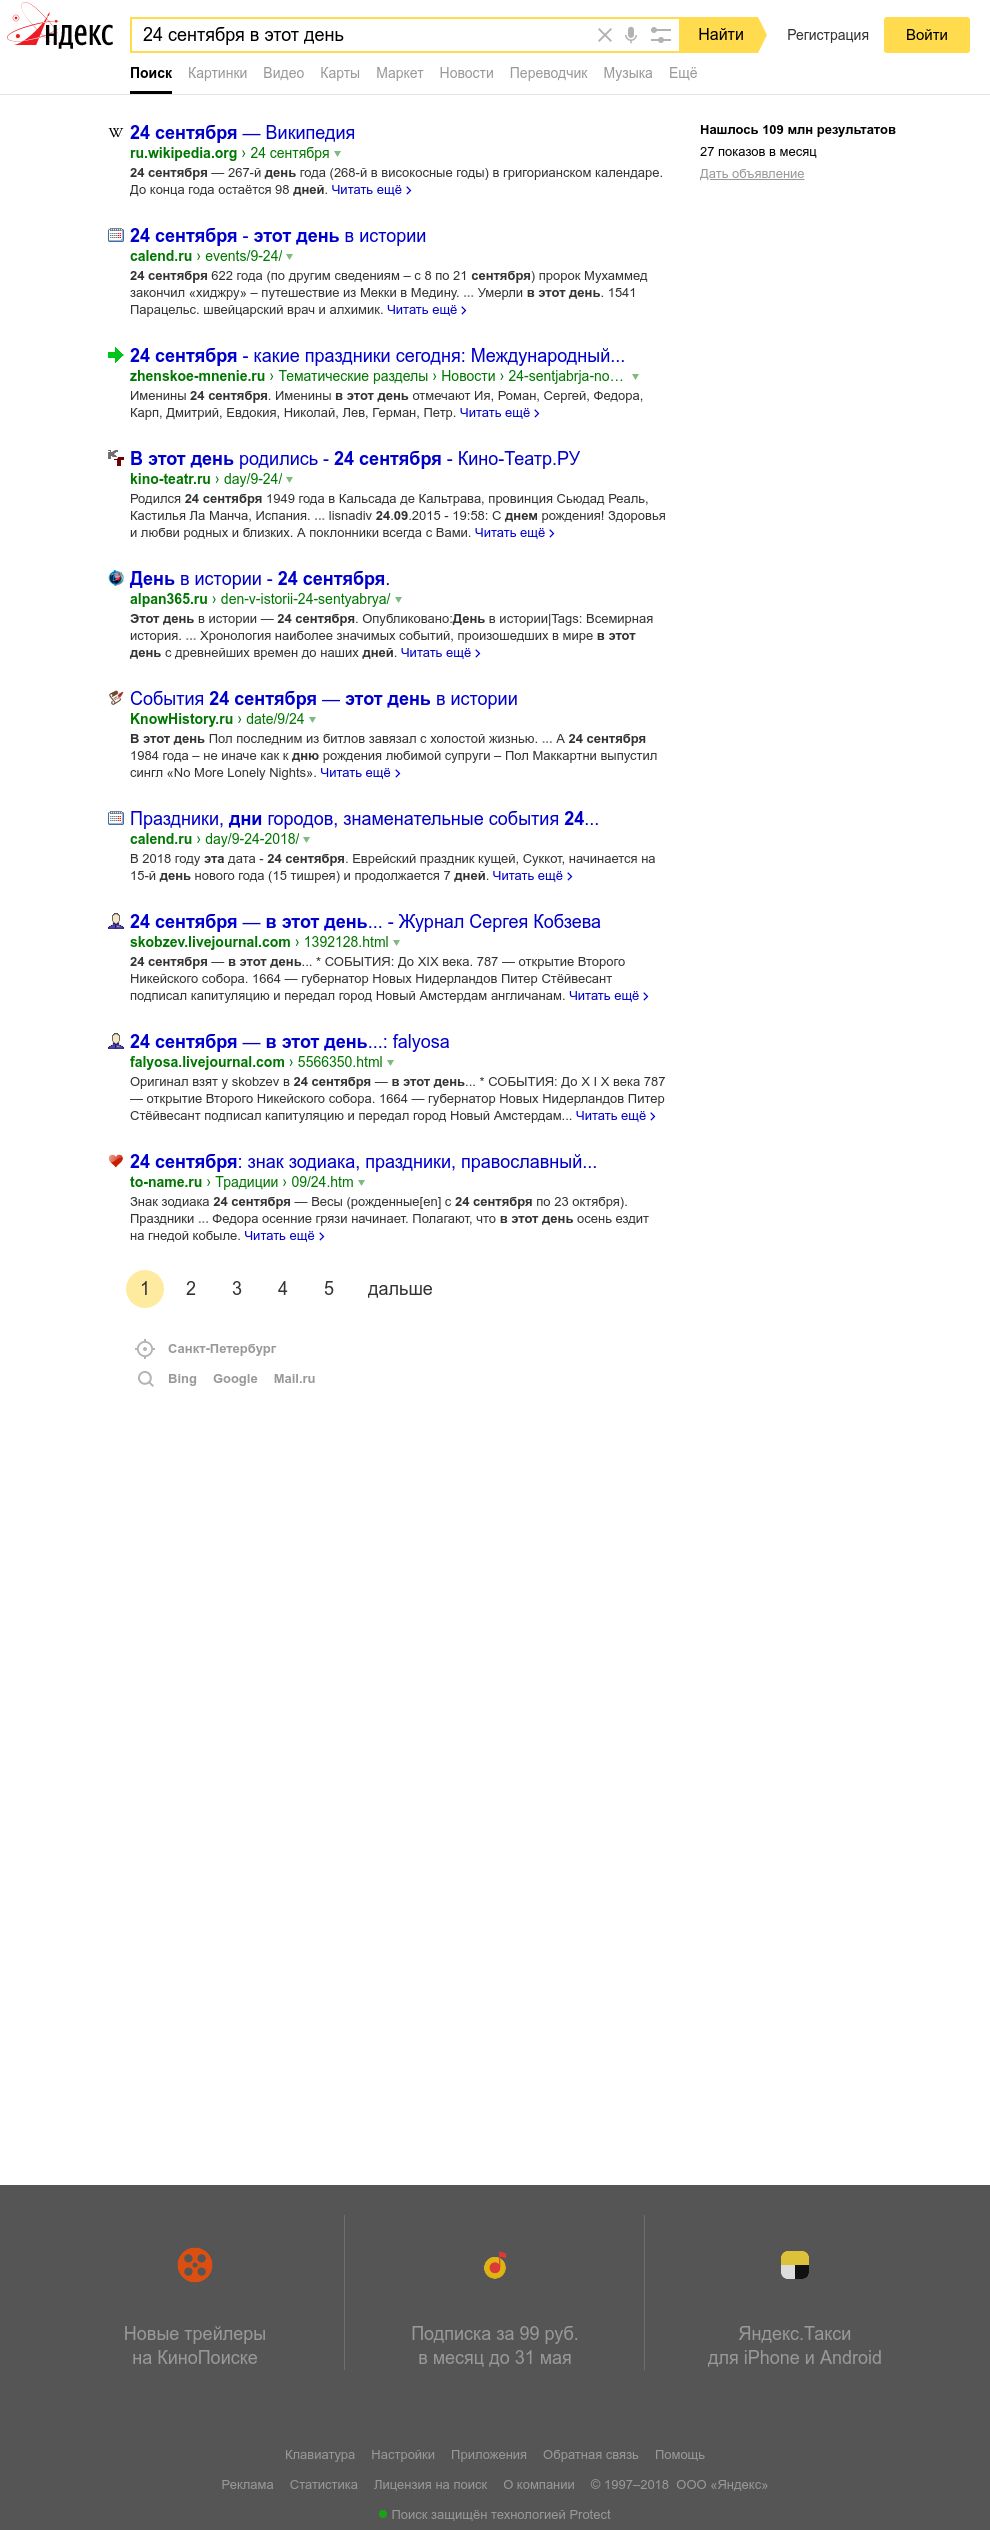 Яндекс
24 сентября в этот день
Найти
Регистрация
Войти
Поиск Картинки Видео Карты Маркет Новости Переводчик Музыка Ещё
24 сентября — Википедия
ru.wikipedia.org › 24 сентября
24 сентября — 267-й день года (268-й в високосные годы) в григорианском календаре.
До конца года остаётся 98 дней. Читать ещё
24 сентября - этот день в истории
calend.ru › events/9-24/
24 сентября 622 года (по другим сведениям – с 8 по 21 сентября) пророк Мухаммед
закончил «хиджру» – путешествие из Мекки в Медину. ... Умерли в этот день. 1541
Парацельс. швейцарский врач и алхимик. Читать ещё
24 сентября - какие праздники сегодня: Международный...
zhenskoe-mnenie.ru › Тематические разделы › Новости › 24-sentjabrja-no…
Именины 24 сентября. Именины в этот день отмечают Ия, Роман, Сергей, Федора,
Карп, Дмитрий, Евдокия, Николай, Лев, Герман, Петр. Читать ещё
В этот день родились - 24 сентября - Кино-Театр.РУ
kino-teatr.ru › day/9-24/
Родился 24 сентября 1949 года в Кальсада де Кальтрава, провинция Сьюдад Реаль,
Кастилья Ла Манча, Испания. ... lisnadiv 24.09.2015 - 19:58: С днем рождения! Здоровья
и любви родных и близких. А поклонники всегда с Вами. Читать ещё
День в истории - 24 сентября.
alpan365.ru › den-v-istorii-24-sentyabrya/
Этот день в истории — 24 сентября. Опубликовано:День в истории|Tags: Всемирная
история. ... Хронология наиболее значимых событий, произошедших в мире в этот
день с древнейших времен до наших дней. Читать ещё
События 24 сентября — этот день в истории
KnowHistory.ru › date/9/24
В этот день Пол последним из битлов завязал с холостой жизнью. ... А 24 сентября
1984 года – не иначе как к дню рождения любимой супруги – Пол Маккартни выпустил
сингл «No More Lonely Nights». Читать ещё
Праздники, дни городов, знаменательные события 24...
calend.ru › day/9-24-2018/
В 2018 году эта дата - 24 сентября. Еврейский праздник кущей, Суккот, начинается на
15-й день нового года (15 тишрея) и продолжается 7 дней. Читать ещё
24 сентября — в этот день... - Журнал Сергея Кобзева
skobzev.livejournal.com › 1392128.html
24 сентября — в этот день... * СОБЫТИЯ: До XIX века. 787 — открытие Второго
Никейского собора. 1664 — губернатор Новых Нидерландов Питер Стёйвесант
подписал капитуляцию и передал город Новый Амстердам англичанам. Читать ещё
24 сентября — в этот день...: falyosa
falyosa.livejournal.com › 5566350.html
Оригинал взят у skobzev в 24 сентября — в этот день... * СОБЫТИЯ: До X I X века 787
— открытие Второго Никейского собора. 1664 — губернатор Новых Нидерландов Питер
Стёйвесант подписал капитуляцию и передал город Новый Амстердам... Читать ещё
24 сентября: знак зодиака, праздники, православный...
to-name.ru › Традиции › 09/24.htm
Знак зодиака 24 сентября — Весы (рожденные[en] с 24 сентября по 23 октября).
Праздники ... Федора осенние грязи начинает. Полагают, что в этот день осень ездит
на гнедой кобыле. Читать ещё
Нашлось 109 млн результатов
27 показов в месяц
Дать объявление
1 2 3 4 5 дальше
Санкт-Петербург
Bing Google Mail.ru
Новые трейлеры
на КиноПоиске
Подписка за 99 руб.
в месяц до 31 мая
Яндекс.Такси
для iPhone и Android
Клавиатура Настройки Приложения Обратная связь Помощь
Реклама Статистика Лицензия на поиск О компании © 1997–2018 ООО «Яндекс»
Поиск защищён технологией Protect